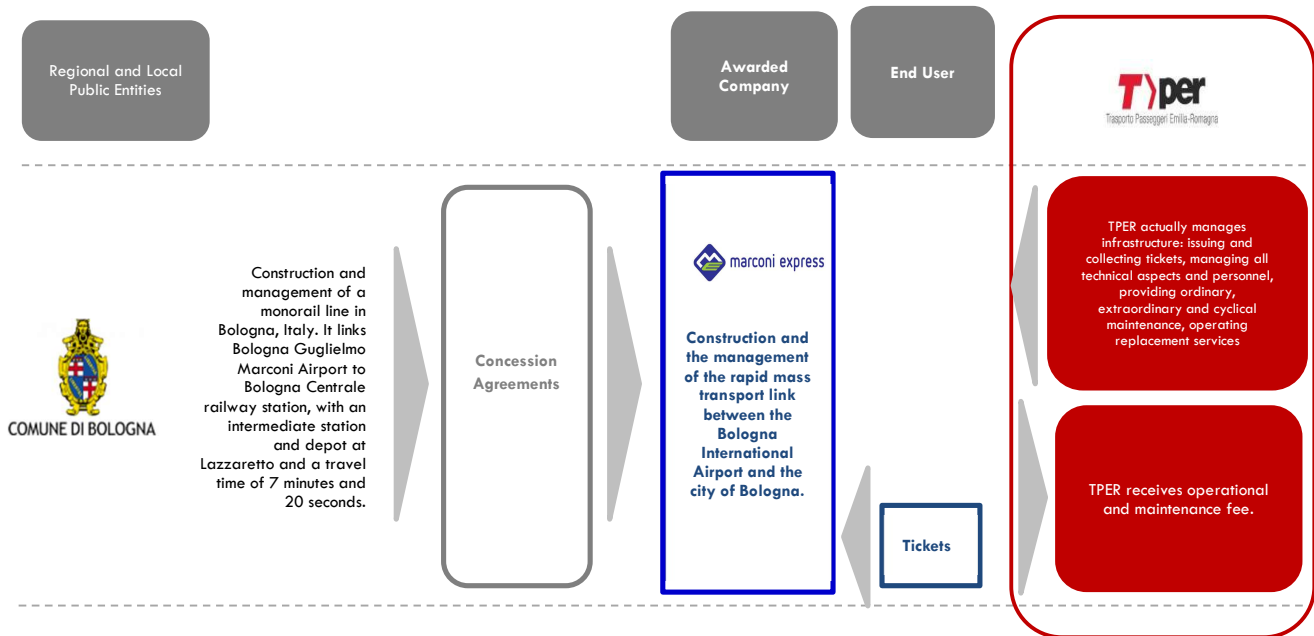 Regional and Local
Public Entities
Awarded
Company
End User
T>per
Trasporto Passeggeri Emilia-Romagna
COMUNE DI BOLOGNA
Construction and
management of a
monorail line in
Bologna, Italy. It links
Bologna Guglielmo
Marconi Airport to
Bologna Centrale
railway station, with an
intermediate station
and depot at
Lazzaretto and a travel
time of 7 minutes and
20 seconds.
Concession
Agreements
marconi express
Construction and
the management
of the rapid mass
transport link
between the
Bologna
International
Airport and the
city of Bologna.
Tickets
TPER actually manages
infrastructure: issuing and
collecting tickets, managing all
technical aspects and personnel,
providing ordinary,
extraordinary and cyclical
maintenance, operating
replacement services
TPER receives operational
and maintenance fee.